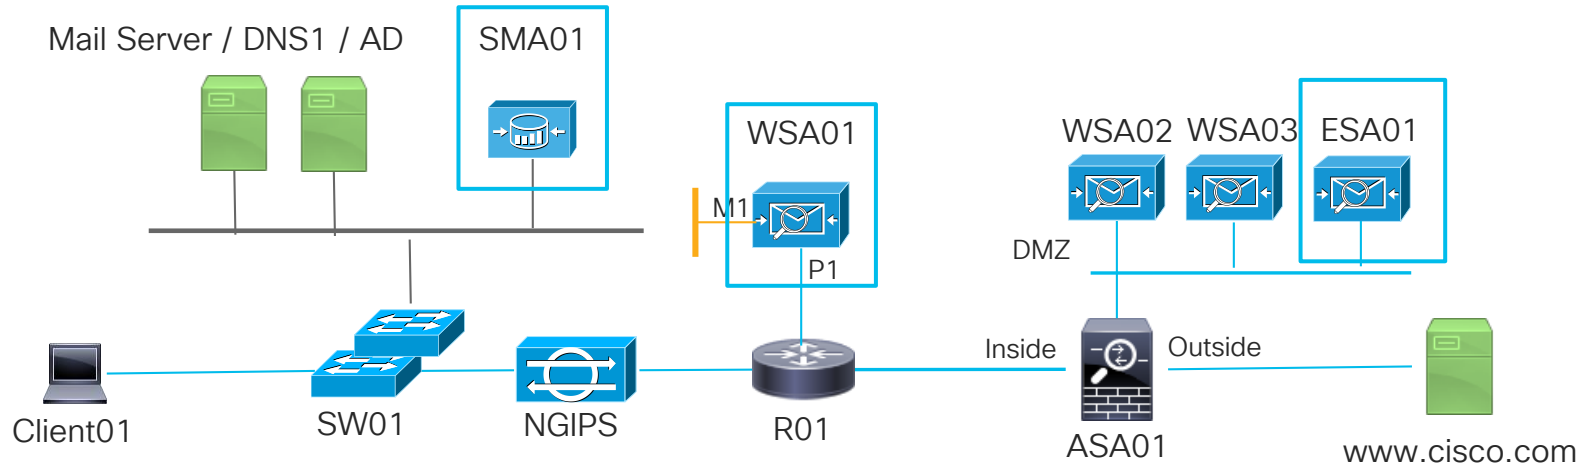 Mail Server / DNS1 / AD
SMA01
WSA01
WSA02
WSA03
ESA01
M1
P1
DMZ
Inside
Outside
Client01
SW01
NGIPS
R01
ASA01
www.cisco.com